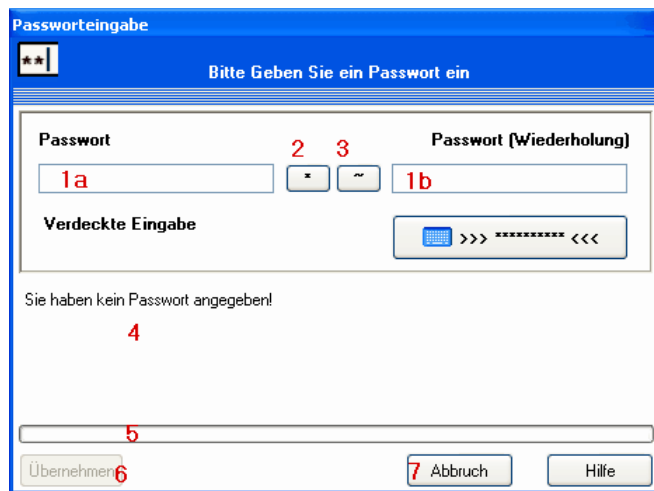 Passworteingabe
**
Bitte Geben Sie ein Passwort ein
Passwort 2 3 Passwort (Wiederholung)
1a * ~ 1b
Verdeckte Eingabe >>> ********** <<<
Sie haben kein Passwort angegeben!
4
5
Übernehmen 6 7 Abbruch Hilfe